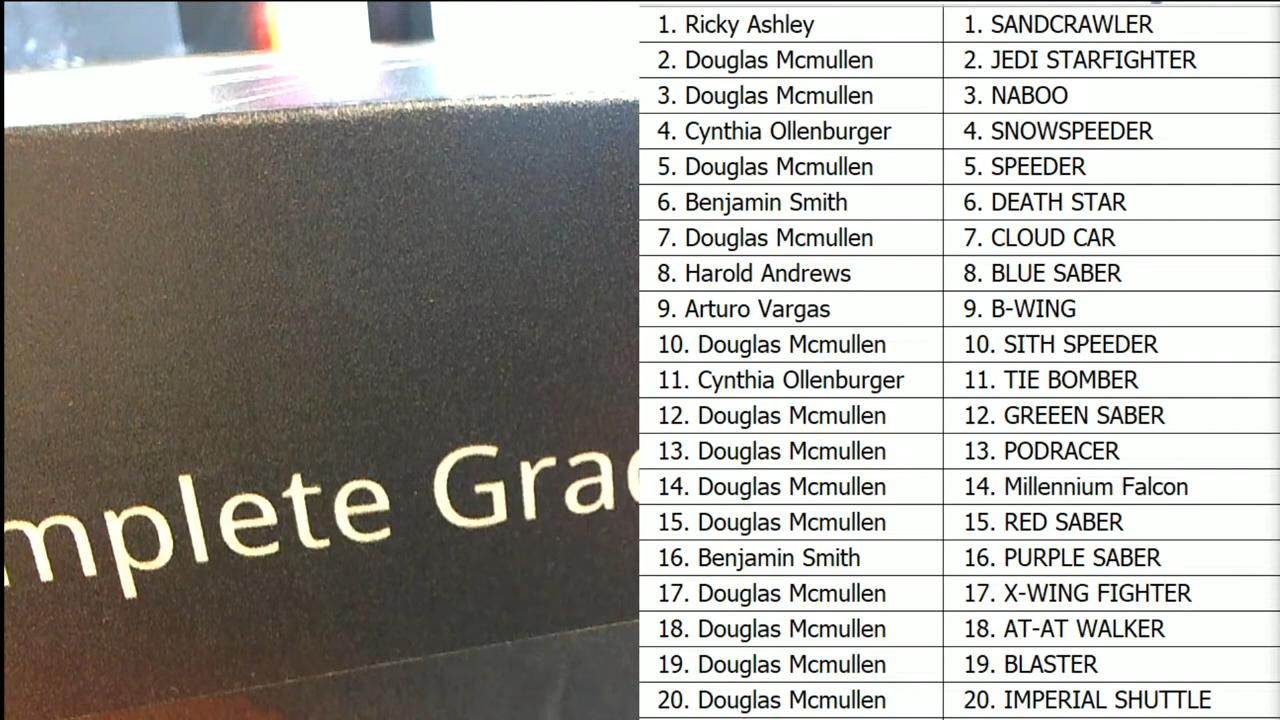 mplete Grad
1. Ricky Ashley 1. SANDCRAWLER
2. Douglas Mcmullen 2. JEDI STARFIGHTER
3. Douglas Mcmullen 3. NABOO
4. Cynthia Ollenburger 4. SNOWSPEEDER
5. Douglas Mcmullen 5. SPEEDER
6. Benjamin Smith 6. DEATH STAR
7. Douglas Mcmullen 7. CLOUD CAR
8. Harold Andrews 8. BLUE SABER
9. Arturo Vargas 9. B-WING
10. Douglas Mcmullen 10. SITH SPEEDER
11. Cynthia Ollenburger 11. TIE BOMBER
12. Douglas Mcmullen 12. GREEEN SABER
13. Douglas Mcmullen 13. PODRACER
14. Douglas Mcmullen 14. Millennium Falcon
15. Douglas Mcmullen 15. RED SABER
16. Benjamin Smith 16. PURPLE SABER
17. Douglas Mcmullen 17. X-WING FIGHTER
18. Douglas Mcmullen 18. AT-AT WALKER
19. Douglas Mcmullen 19. BLASTER
20. Douglas Mcmullen 20. IMPERIAL SHUTTLE